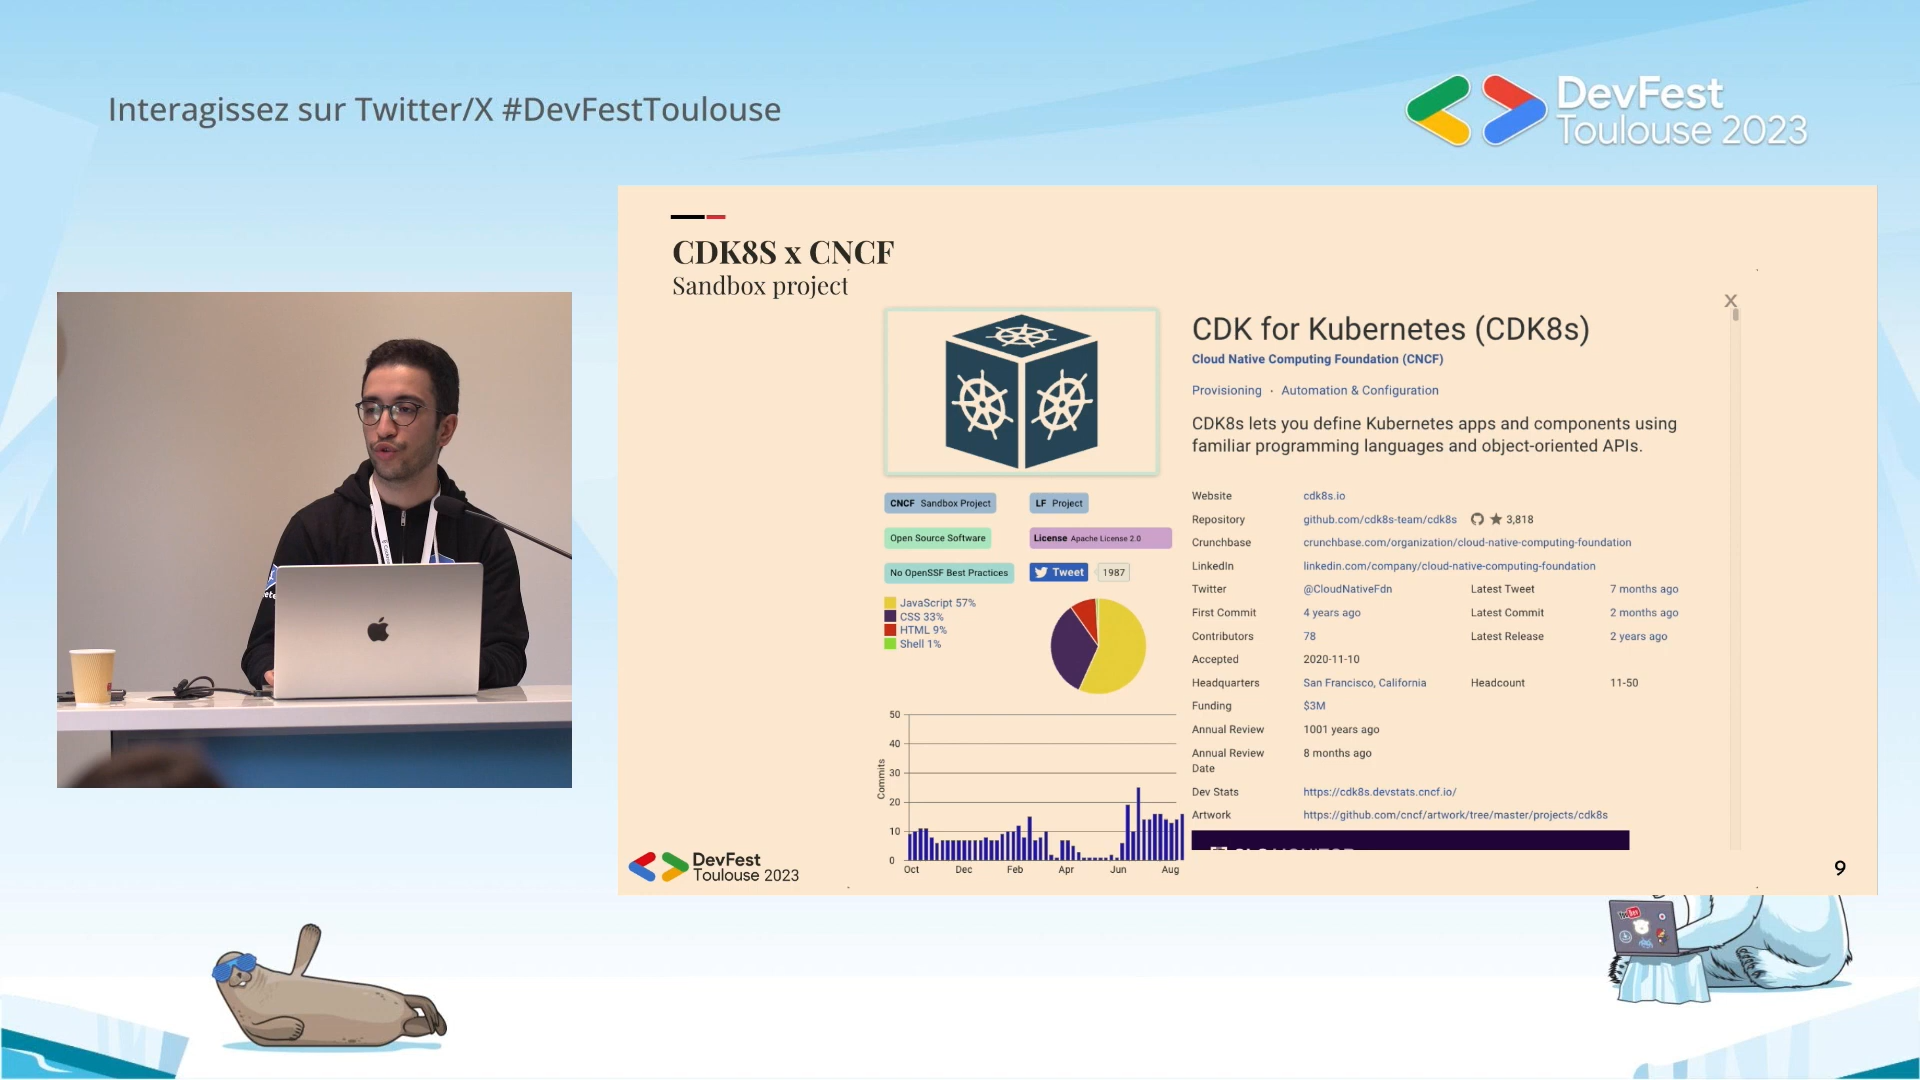 Interagissez sur Twitter/X #DevFestToulouse
DevFest
Toulouse 2023
CDK8S x CNCF
Sandbox project
X
CDK for Kubernetes (CDK8s)
Cloud Native Computing Foundation (CNCF)
Provisioning · Automation & Configuration
CDK8s lets you define Kubernetes apps and components using
familiar programming languages and object-oriented APIs.
CNCF Sandbox Project
LF Project
Open Source Software
License Apache License 2.0
No OpenSSF Best Practices
Tweet 1987
JavaScript 57%
CSS 33%
HTML 9%
Shell 1%
Website cdk8s.io
Repository github.com/cdk8s-team/cdk8s 3,818
Crunchbase crunchbase.com/organization/cloud-native-computing-foundation
LinkedIn linkedin.com/company/cloud-native-computing-foundation
Twitter @CloudNativeFdn Latest Tweet 7 months ago
First Commit 4 years ago Latest Commit 2 months ago
Contributors 78 Latest Release 2 years ago
Accepted 2020-11-10
Headquarters San Francisco, California Headcount 11-50
Funding $3M
Annual Review 1001 years ago
Annual Review 8 months ago
Date
Dev Stats https://cdk8s.devstats.cncf.io/
Artwork https://github.com/cncf/artwork/tree/master/projects/cdk8s
Commits
50
40
30
20
10
0
Oct Dec Feb Apr Jun Aug
DevFest
Toulouse 2023
9